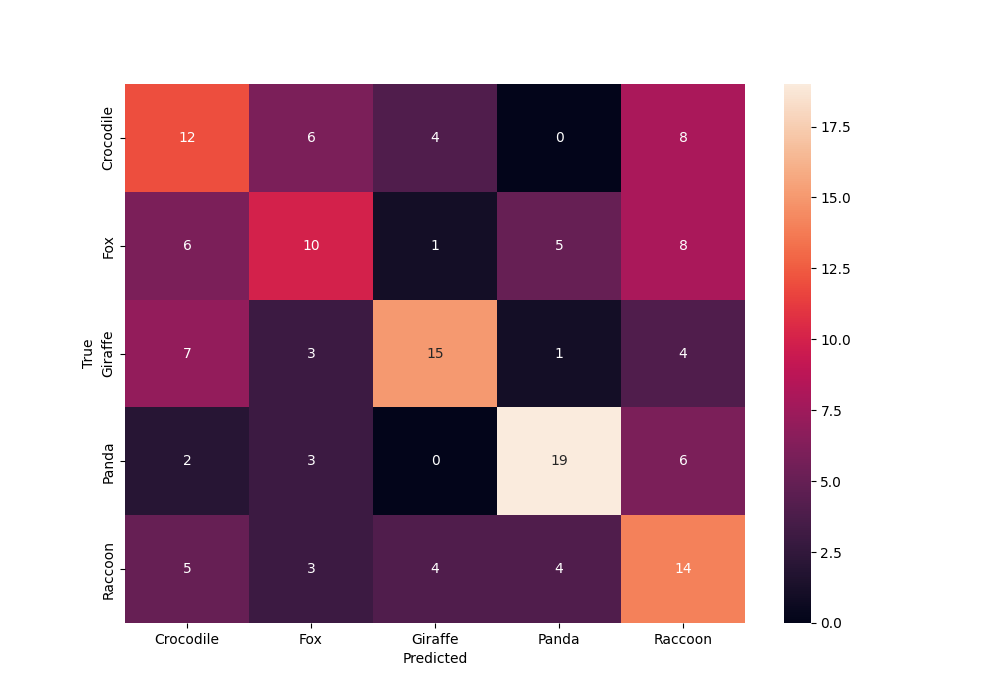 True
Crocodile 12 6 4 0 8
Fox 6 10 1 5 8
Giraffe 7 3 15 1 4
Panda 2 3 0 19 6
Raccoon 5 3 4 4 14
Crocodile Fox Giraffe Panda Raccoon
Predicted
17.5
15.0
12.5
10.0
7.5
5.0
2.5
0.0